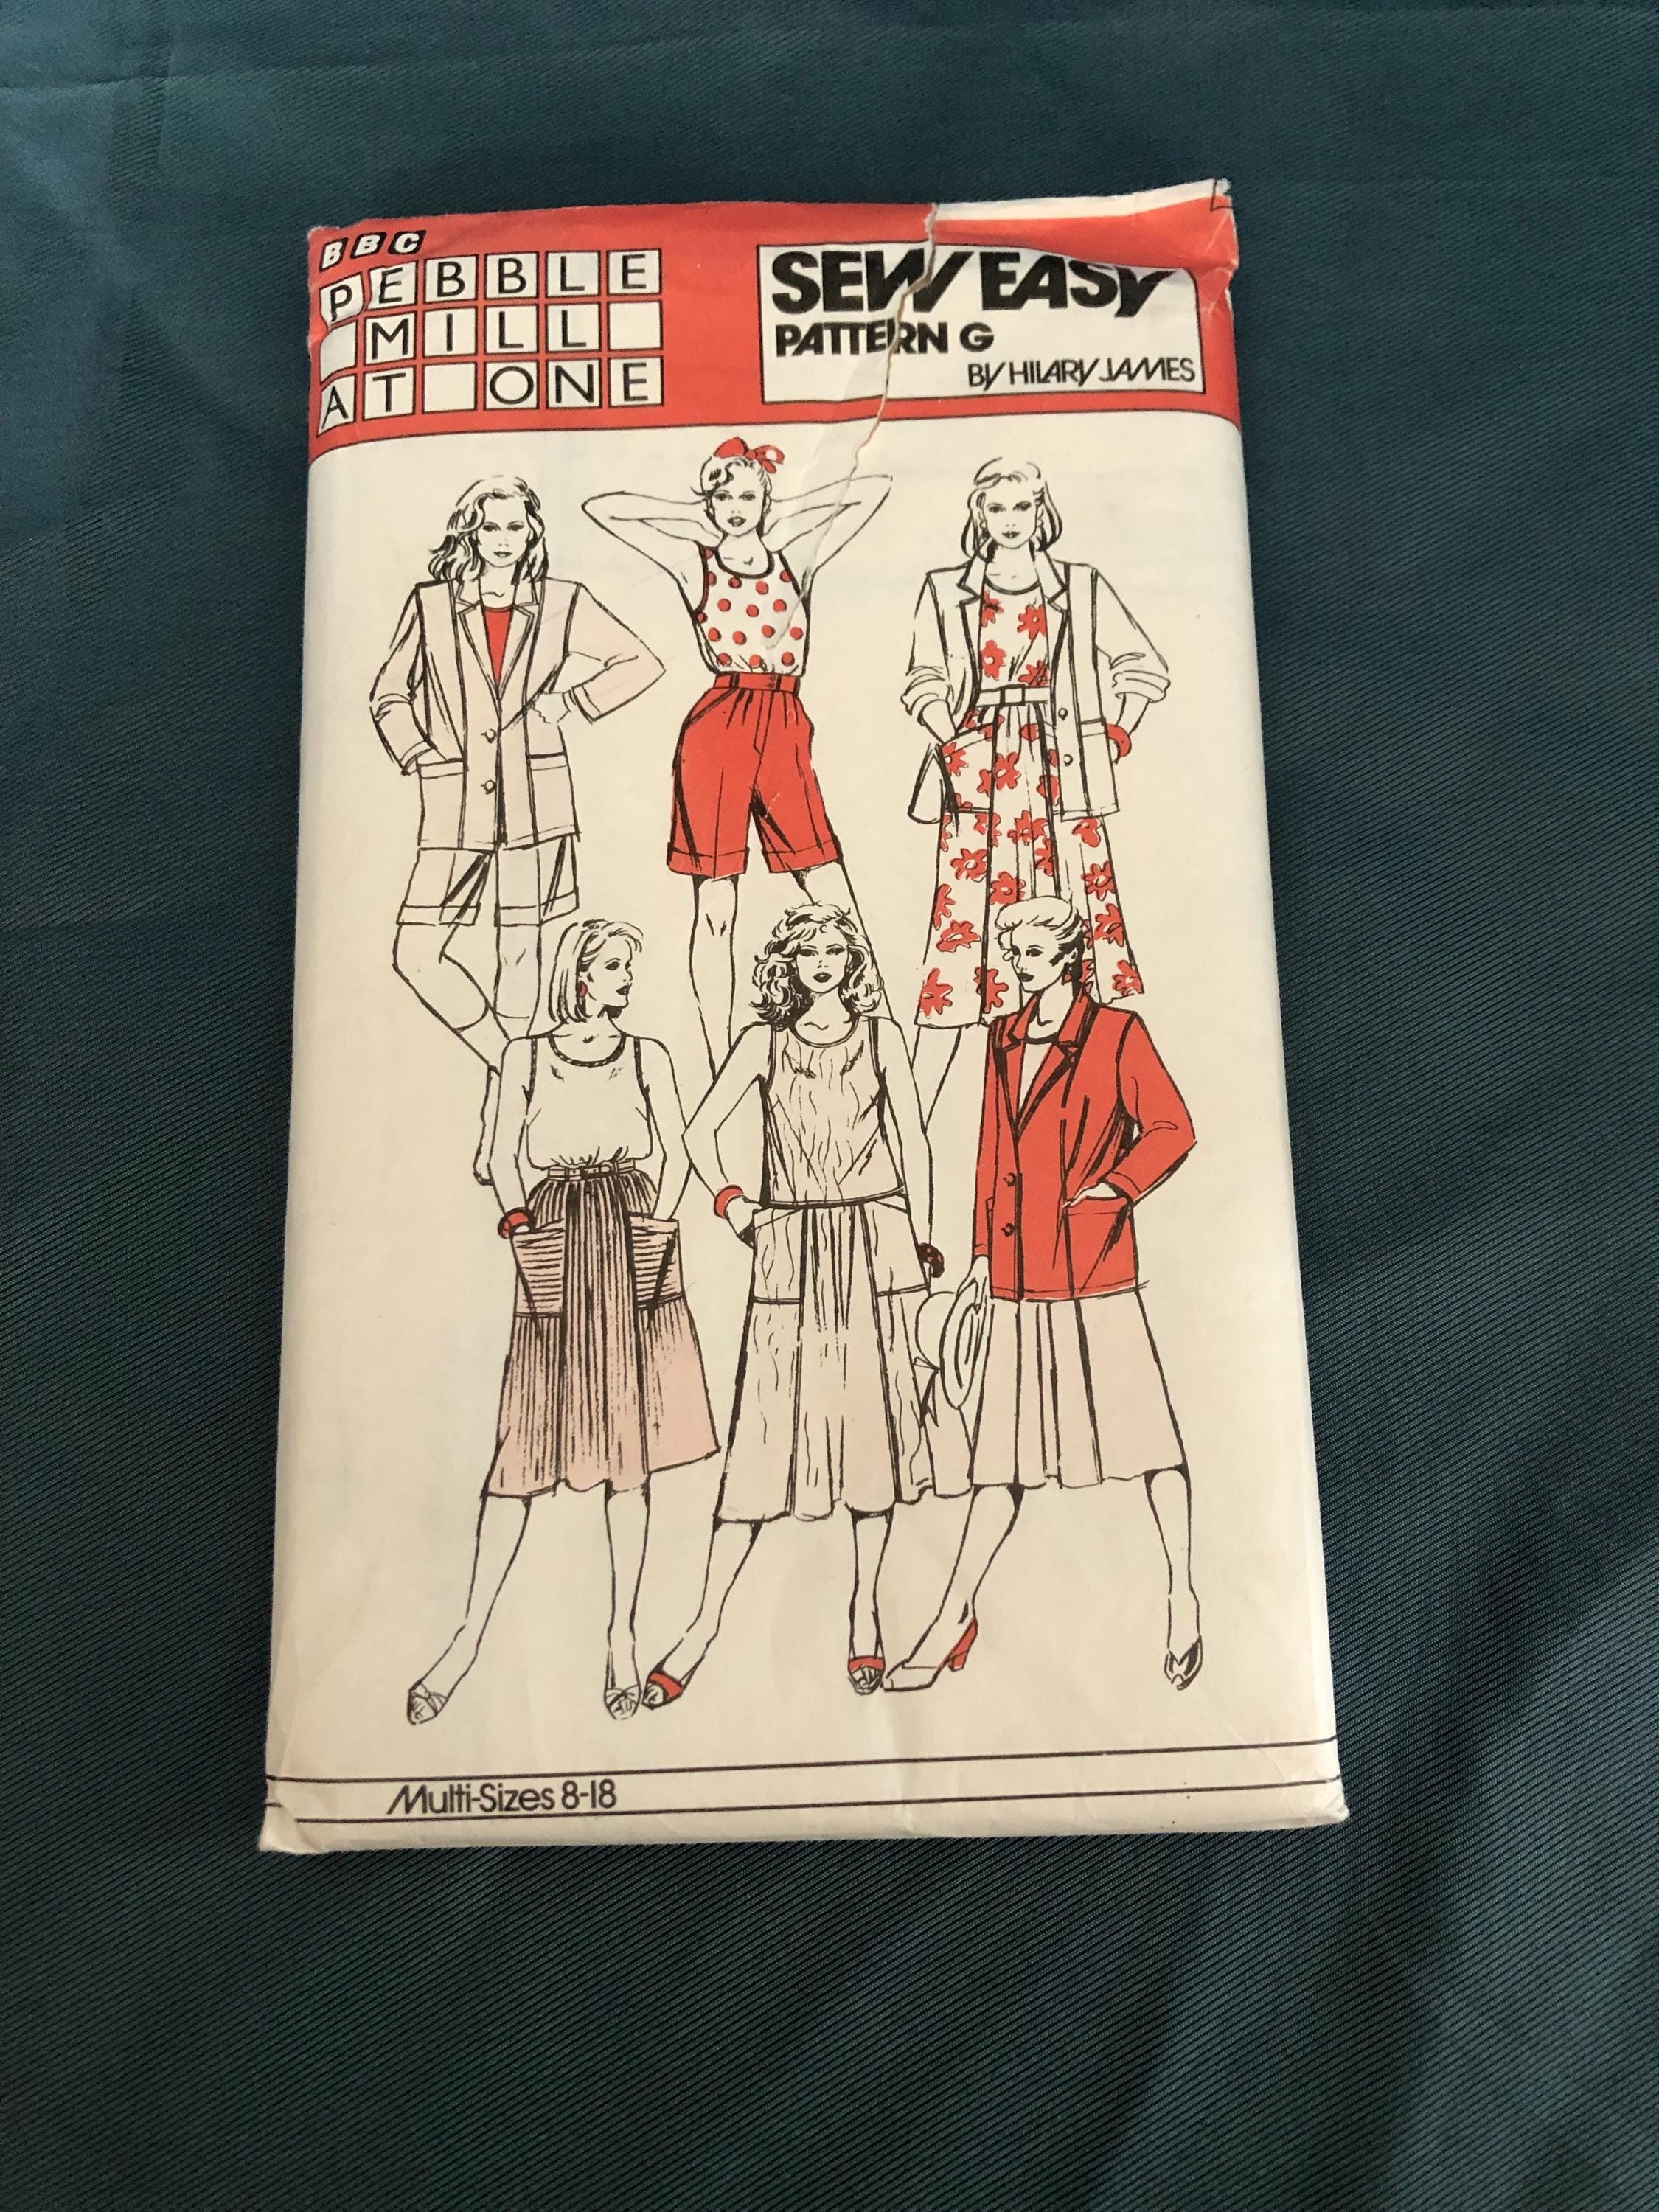 BBC
PEBBLE
MILL
AT ONE
SEW EASY
PATTERN G
BY HILARY JAMES
Multi-Sizes 8-18